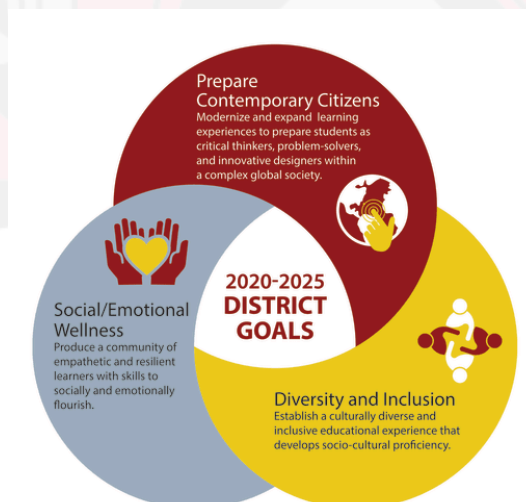 Prepare
Contemporary Citizens
Modernize and expand learning
experiences to prepare students as
critical thinkers, problem-solvers,
and innovative designers within
a complex global society.
2020-2025
DISTRICT
GOALS
Social/Emotional
Wellness
Produce a community of
empathetic and resilient
learners with skills to
socially and emotionally
flourish.
Diversity and Inclusion
Establish a culturally diverse and
inclusive educational experience that
develops socio-cultural proficiency.